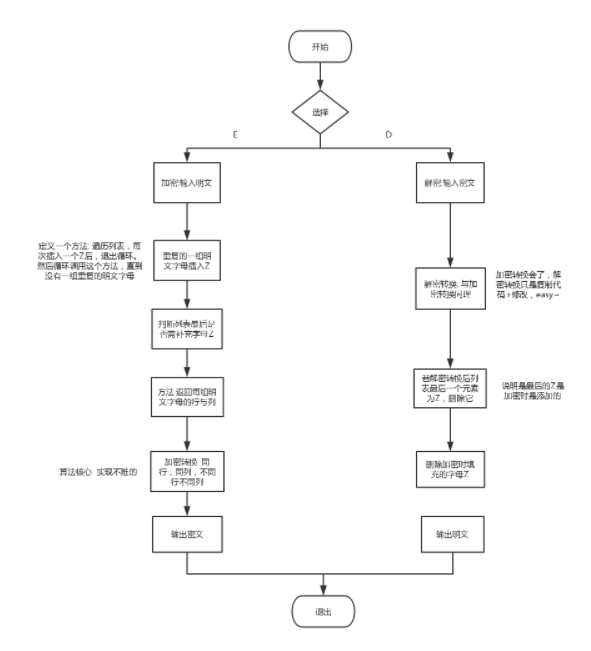 开始
选择
E
D
加密:输入明文
解密:输入密文
定义一个方法: 遍历列表，每
次插入一个Z后，退出循环。
然后循环调用这个方法，直到
没有一组重复的明文字母
重复的一组明
文字母插入Z
解密转换: 与加
密转换同理
加密转换会了，解
密转换只是复制代
码+修改，easy~
判断列表最后是
否需补充字母Z
方法:返回每组明
文字母的行与列
若解密转换后列
表最后一个元素
为Z，删除它
说明是最后的Z是
加密时是添加的
算法核心: 实现不难的
加密转换: 同
行，同列，不同
行不同列
删除加密时填
充的字母Z
输出密文
输出明文
退出